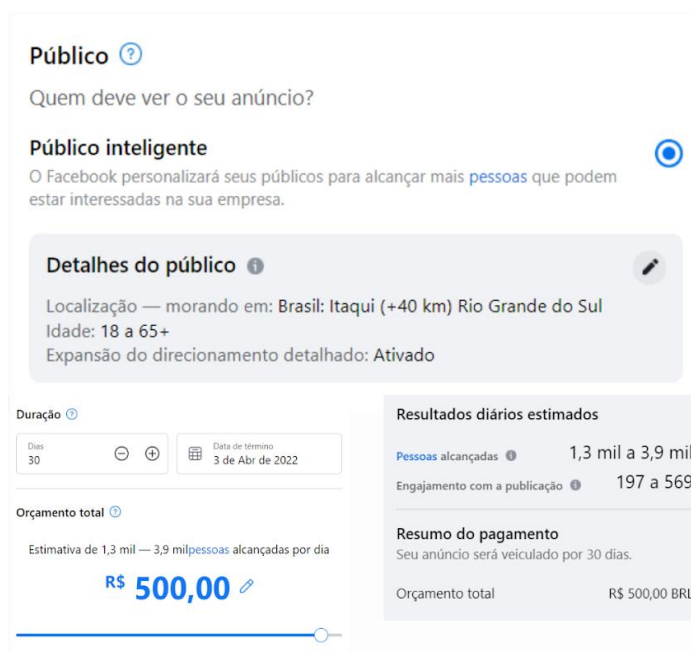 Público
Quem deve ver o seu anúncio?
Público inteligente
O Facebook personalizará seus públicos para alcançar mais pessoas que podem
estar interessadas na sua empresa.
Detalhes do público
Localização — morando em: Brasil: Itaqui (+40 km) Rio Grande do Sul
Idade: 18 a 65+
Expansão do direcionamento detalhado: Ativado
Duração
Dias
30
Data de término
3 de Abr de 2022
Orçamento total
Estimativa de 1,3 mil — 3,9 milpessoas alcançadas por dia
R$ 500,00
Resultados diários estimados
Pessoas alcançadas 1,3 mil a 3,9 mil
Engajamento com a publicação 197 a 569
Resumo do pagamento
Seu anúncio será veiculado por 30 dias.
Orçamento total R$ 500,00 BRL